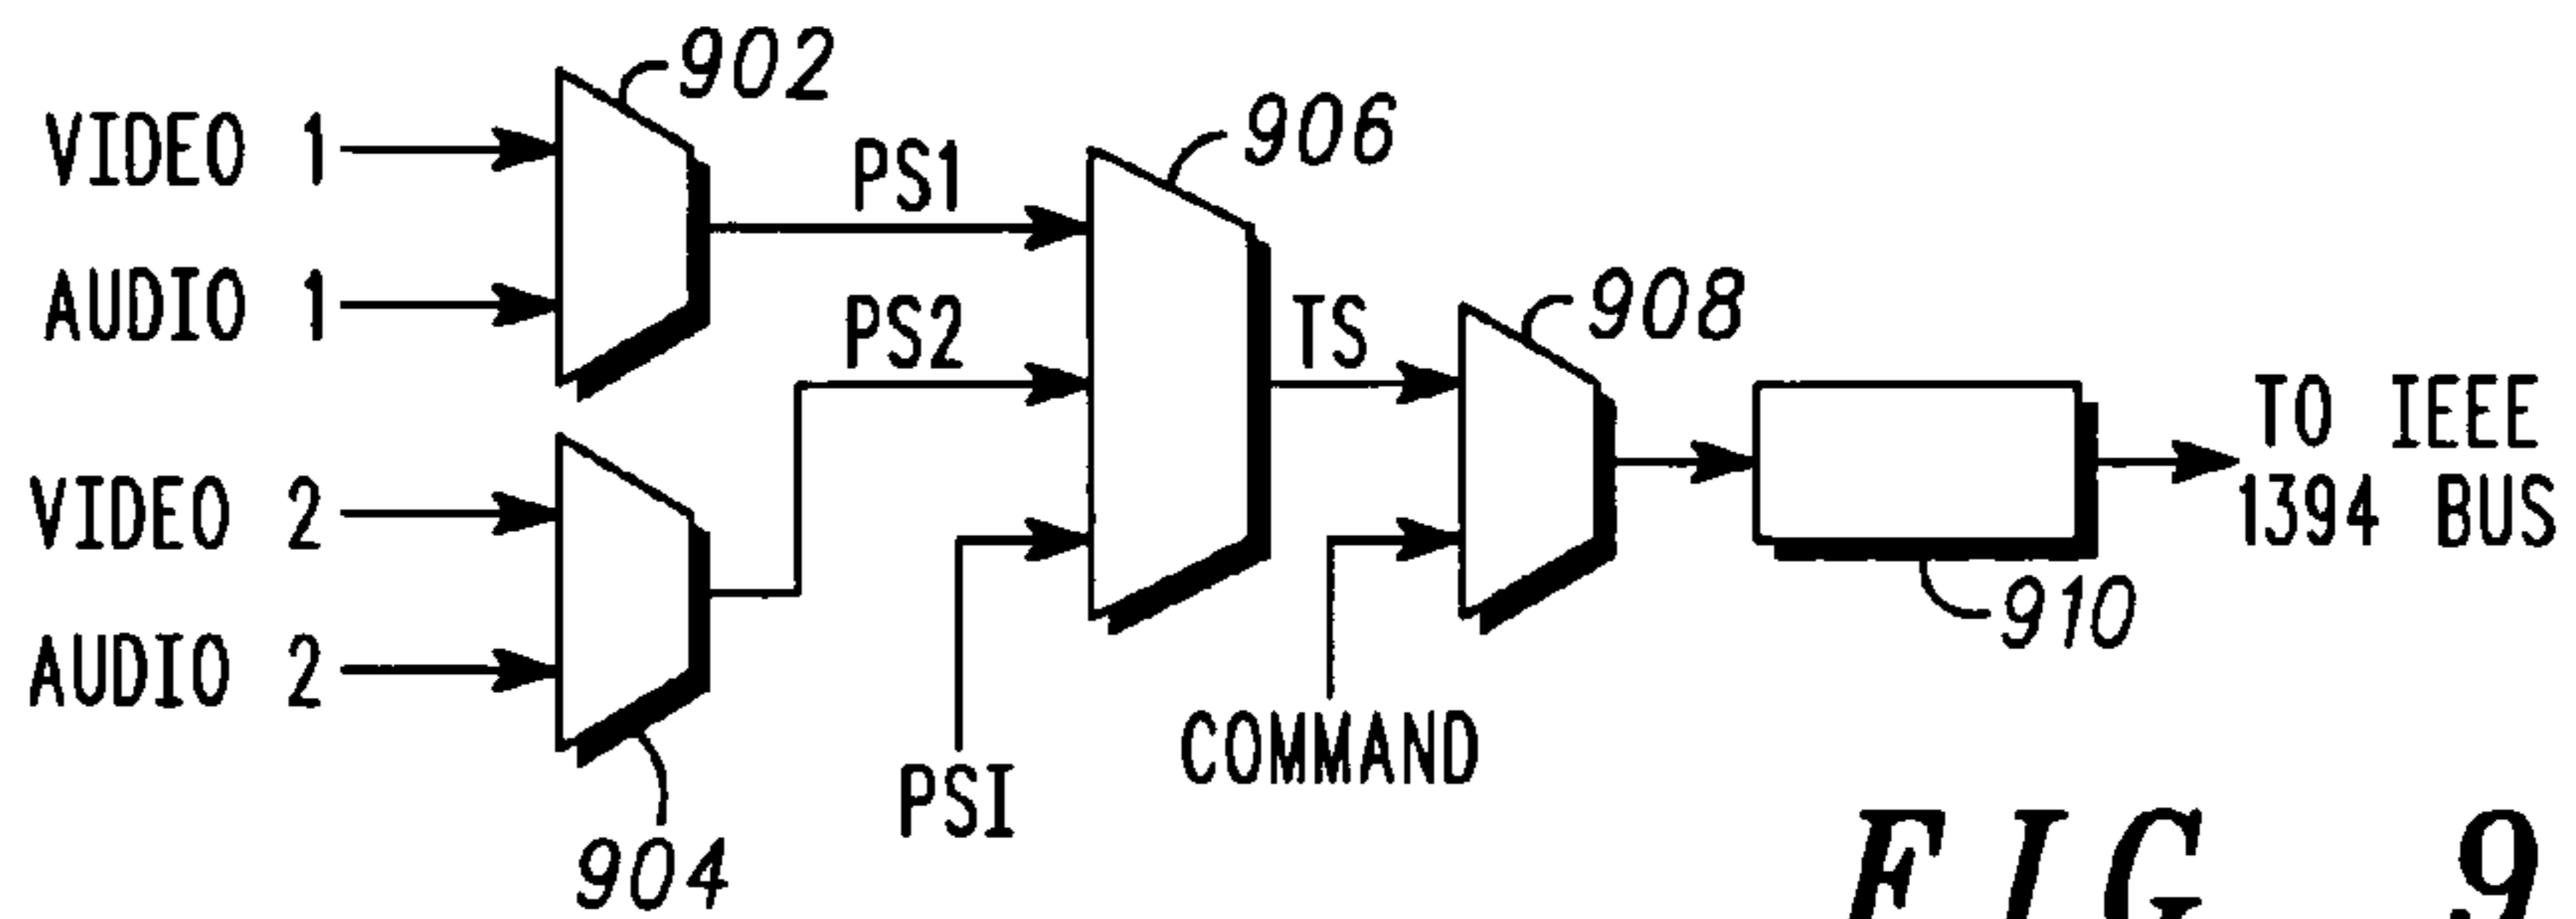 902
VIDEO 1
PS1
906
AUDIO 1
PS2
TS
908
TO IEEE
1394 BUS
VIDEO 2
910
AUDIO 2
PSI
COMMAND
904
FIG 9